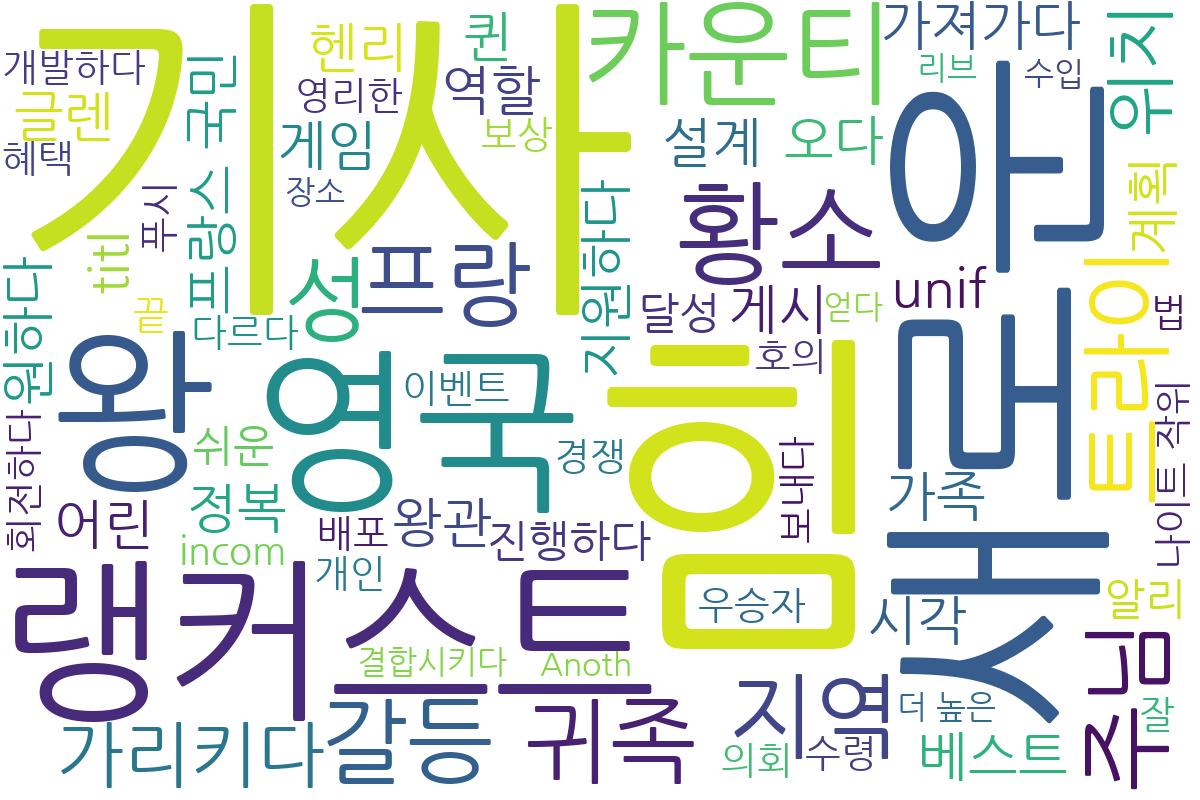 기사
힘
새로운
영국
랭커스트
왕
카운티
황소
프랑
성
트라이
주님
지역
귀족
갈등
가리키다
개발하다
글렌
혜택
헨리
퀸
영리한
역할
게임
보상
장소
국민
프랑스
푸시
titl
끝
다르다
원하다
지원하다
설계
오다
가져가다
리브
수입
위치
계획
법
unif
달성
게시
얻다
호의
이벤트
경쟁
쉬운
정복
어린
incom
배포
개인
왕관
진행하다
보내다
회전하다
가족
나이트 작위
우승자
시각
알리
결합시키다
Anoth
더 높은
잘
의회
수령
베스트